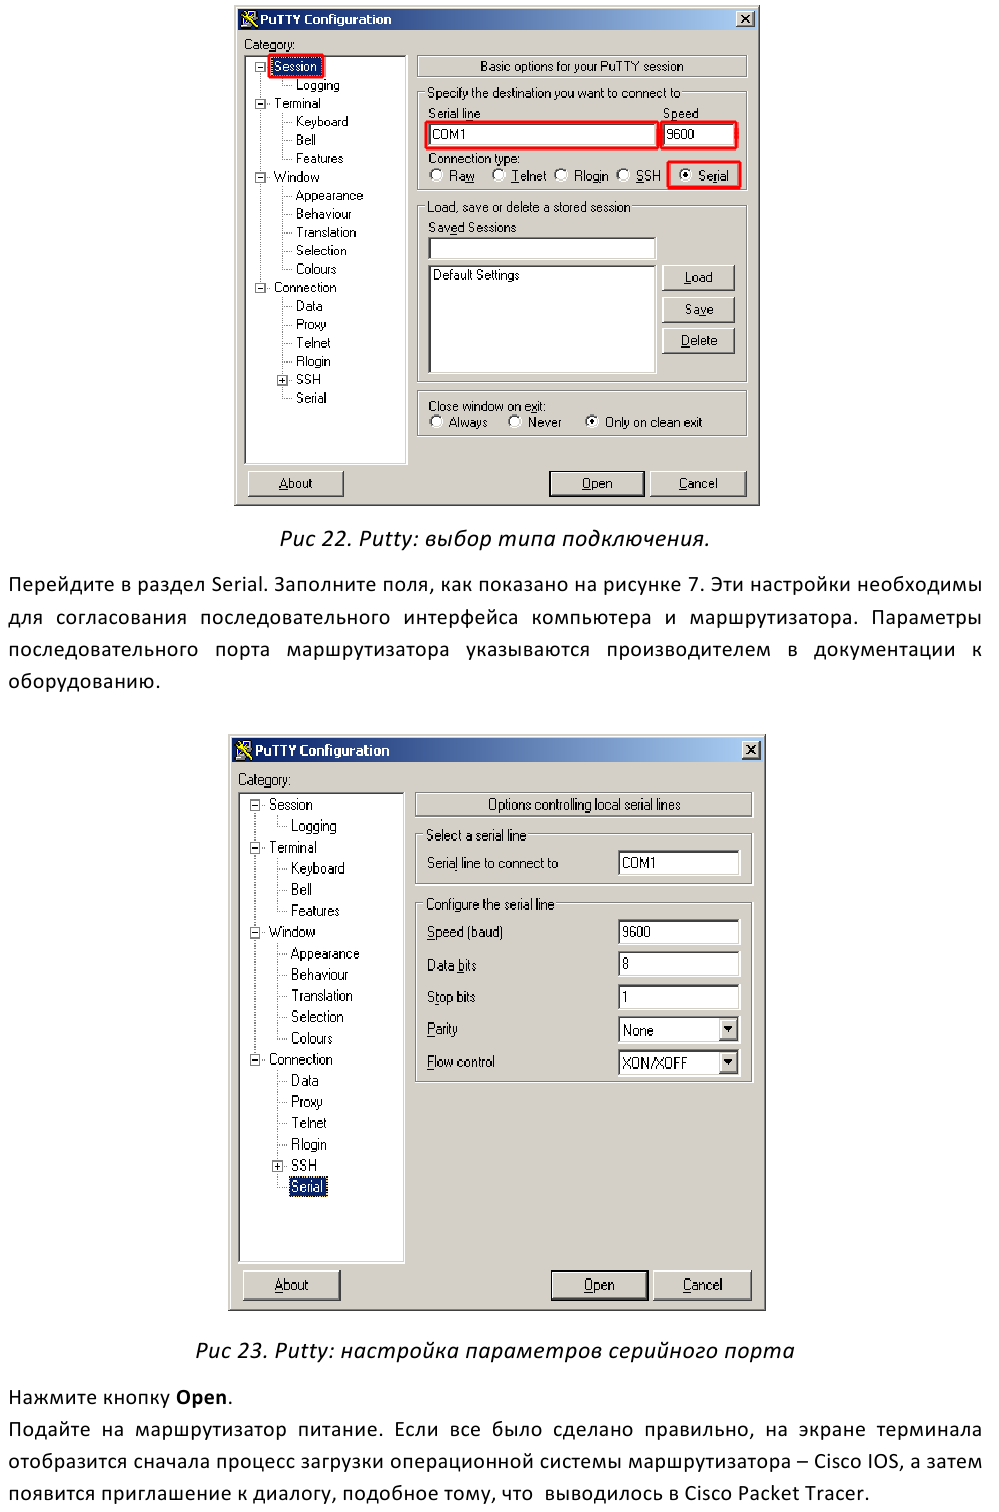 PuTTY Configuration
Category:
Session
Logging
Terminal
Keyboard
Bell
Features
Window
Appearance
Behaviour
Translation
Selection
Colours
Connection
Data
Proxy
Telnet
Rlogin
SSH
Serial
Basic options for your PuTTY session
Specify the destination you want to connect to
Serial line Speed
COM1 9600
Connection type:
Raw Telnet Rlogin SSH Serial
Load, save or delete a stored session
Saved Sessions
Default Settings
Load
Save
Delete
Close window on exit:
Always Never Only on clean exit
About Open Cancel
Рис 22. Putty: выбор типа подключения.
Перейдите в раздел Serial. Заполните поля, как показано на рисунке 7. Эти настройки необходимы
для согласования последовательного интерфейса компьютера и маршрутизатора. Параметры
последовательного порта маршрутизатора указываются производителем в документации к
оборудованию.
PuTTY Configuration
Category:
Session
Logging
Terminal
Keyboard
Bell
Features
Window
Appearance
Behaviour
Translation
Selection
Colours
Connection
Data
Proxy
Telnet
Rlogin
SSH
Serial
Options controlling local serial lines
Select a serial line
Serial line to connect to COM1
Configure the serial line
Speed (baud) 9600
Data bits 8
Stop bits 1
Parity None
Flow control XON/XOFF
About Open Cancel
Рис 23. Putty: настройка параметров серийного порта
Нажмите кнопку Open.
Подайте на маршрутизатор питание. Если все было сделано правильно, на экране терминала
отобразится сначала процесс загрузки операционной системы маршрутизатора – Cisco IOS, а затем
появится приглашение к диалогу, подобное тому, что выводилось в Cisco Packet Tracer.